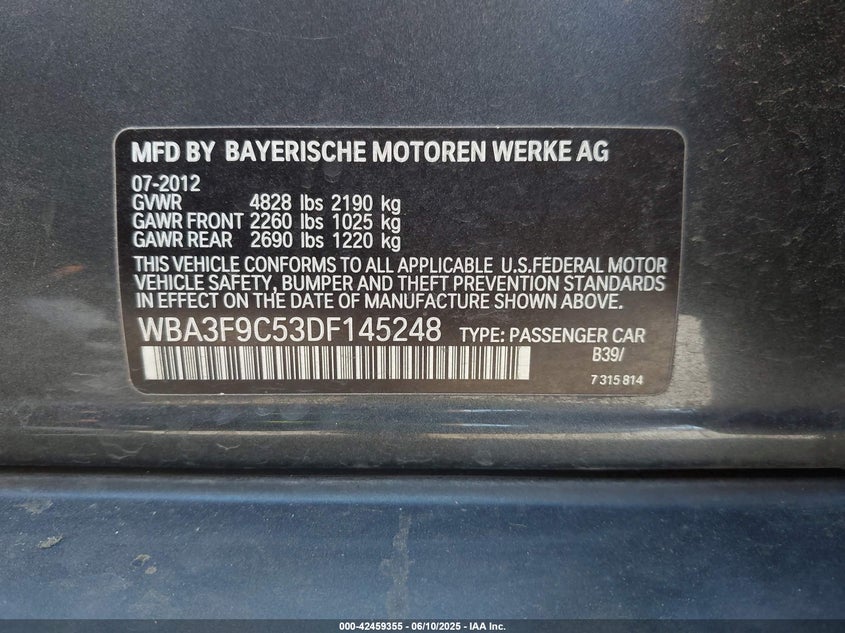 MFD BY BAYERISCHE MOTOREN WERKE AG
07-2012
GVWR 4828 lbs 2190 kg
GAWR FRONT 2260 lbs 1025 kg
GAWR REAR 2690 lbs 1220 kg
THIS VEHICLE CONFORMS TO ALL APPLICABLE U.S.FEDERAL MOTOR
VEHICLE SAFETY, BUMPER AND THEFT PREVENTION STANDARDS
IN EFFECT ON THE DATE OF MANUFACTURE SHOWN ABOVE.
WBA3F9C53DF145248 TYPE: PASSENGER CAR
B39/
7 315 814
000-42459355 - 06/10/2025 - IAA Inc.